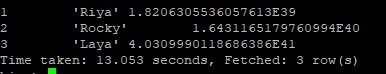 1 'Riya' 1.8206305536057613E39
2 'Rocky' 1.6431165179760994E40
3 'Laya' 4.0309990118686386E41
Time taken: 13.053 seconds, Fetched: 3 row(s)